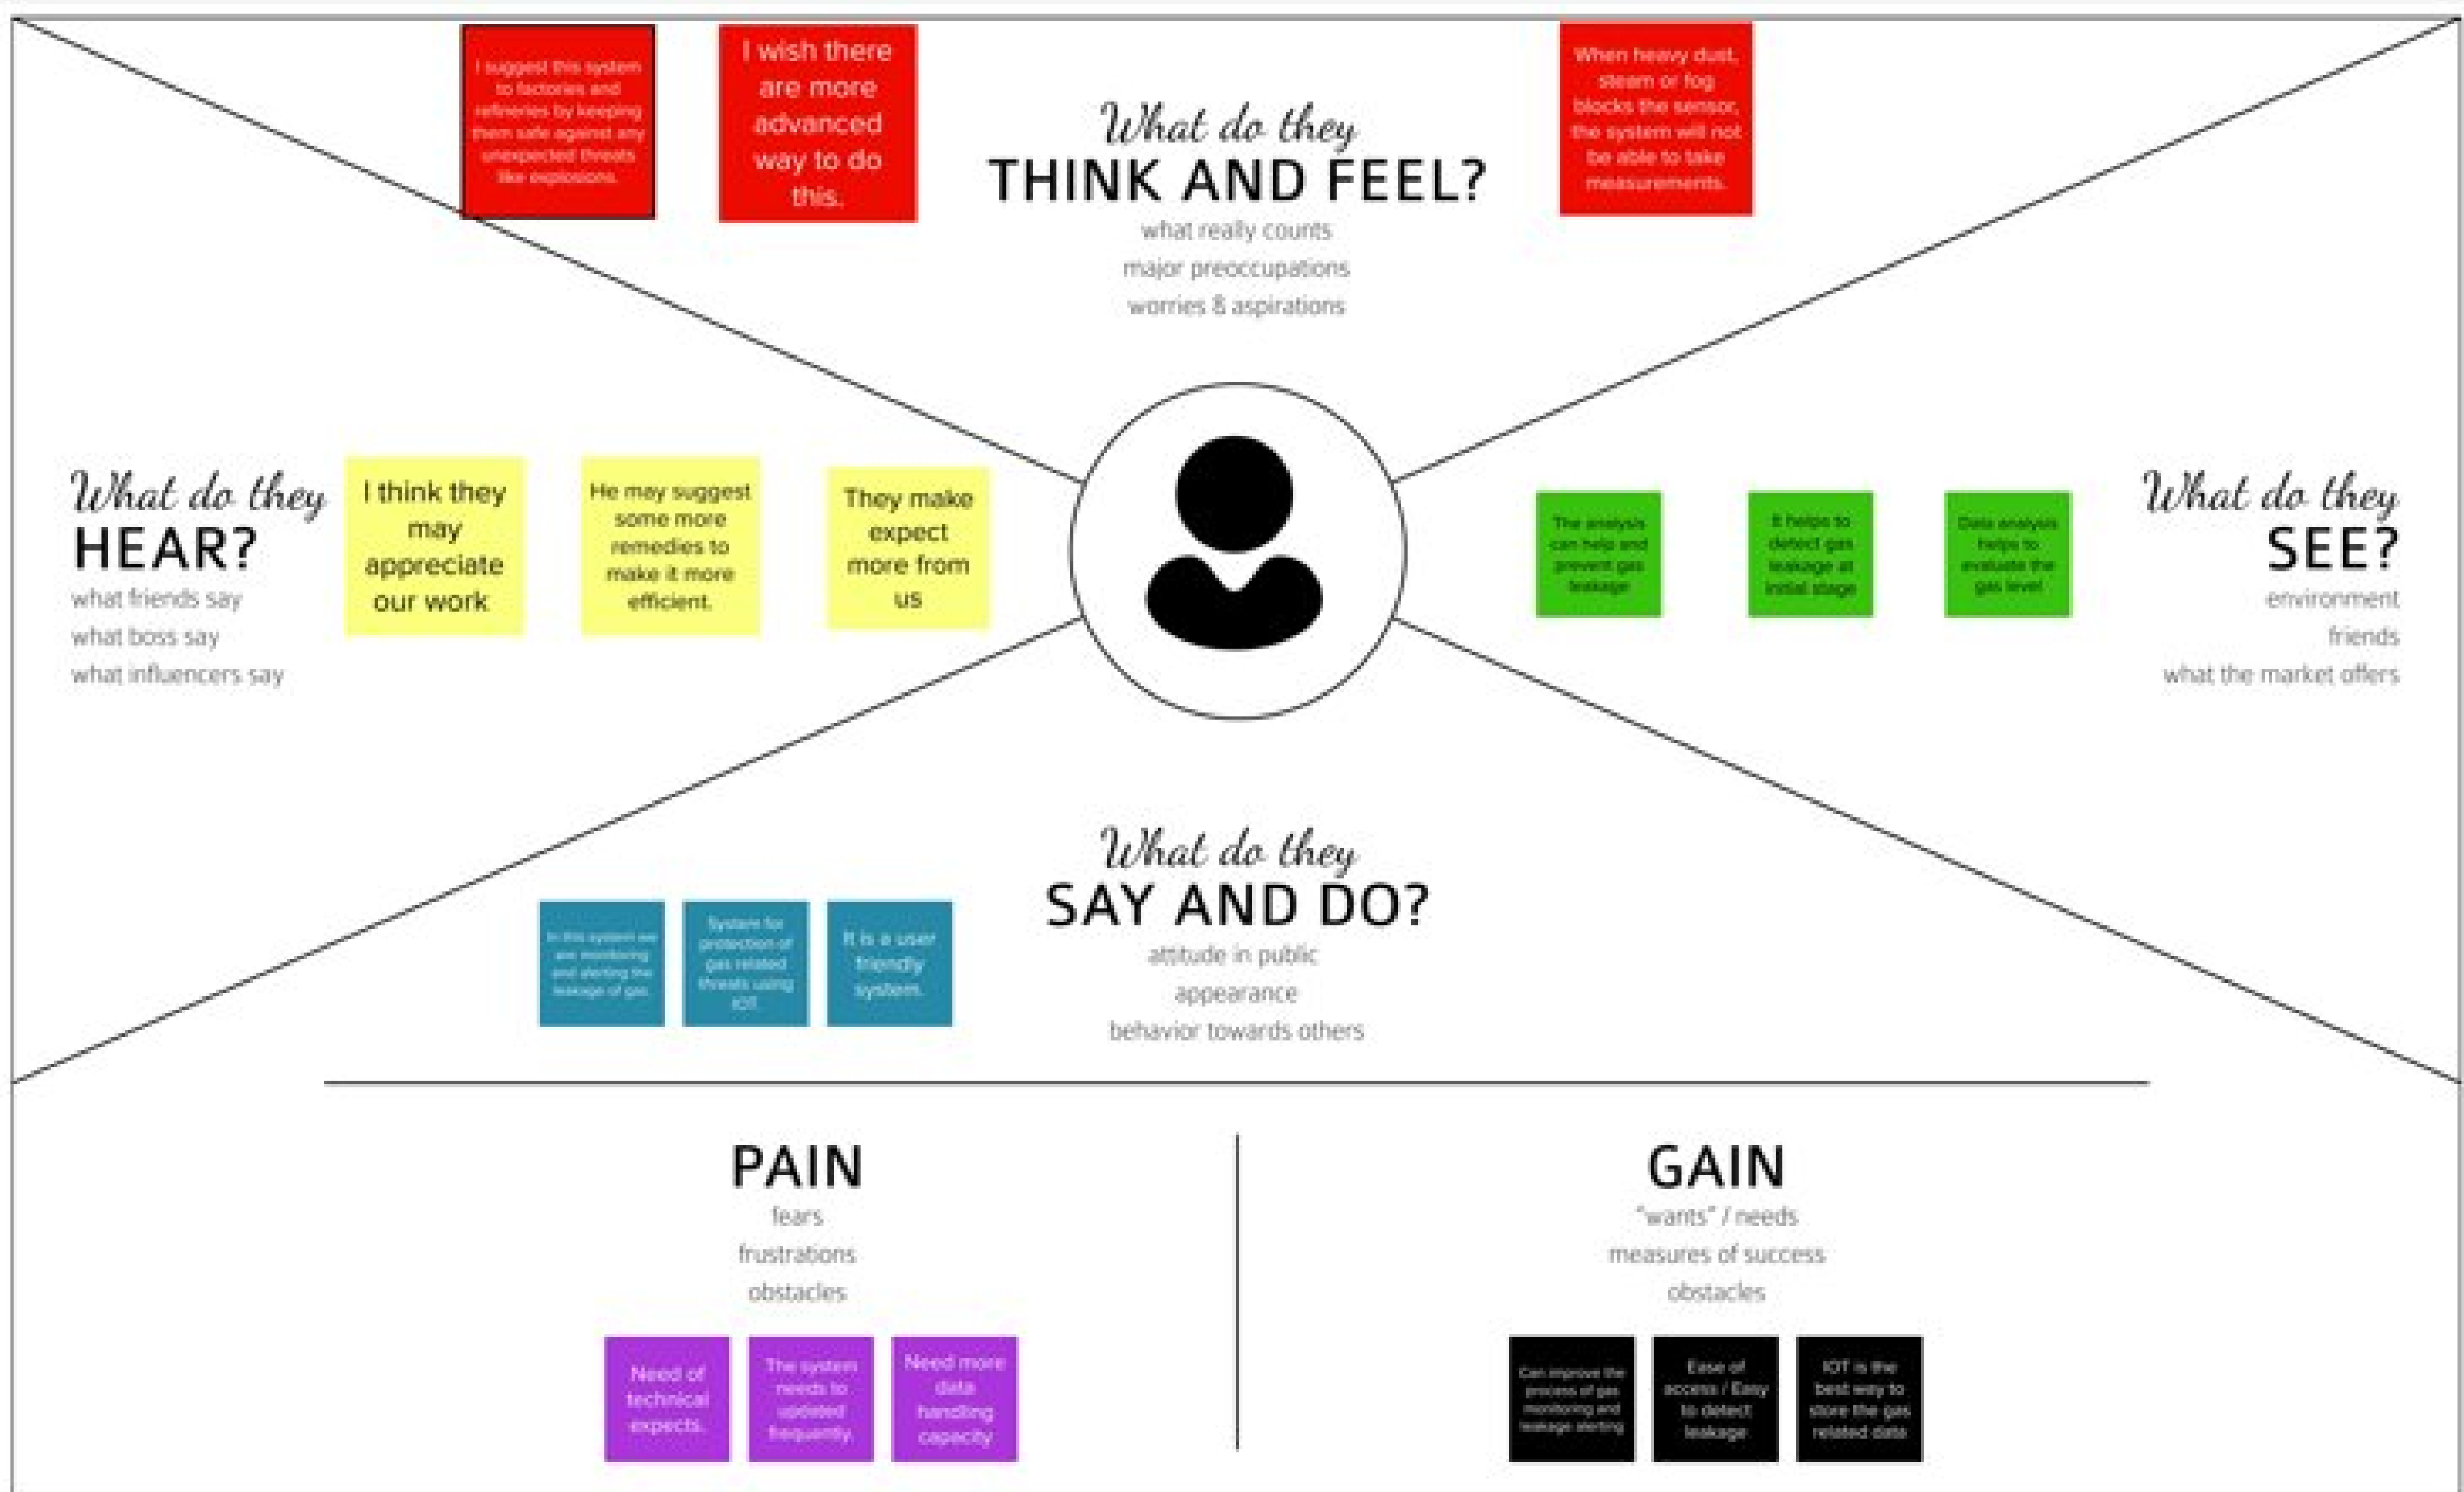 I suggest this system
to factories and
refineries by keeping
them safe against any
unexpected threats
like explosions.
I wish there
are more
advanced
way to do
this.
What do they
THINK AND FEEL?
what really counts
major preoccupations
worries & aspirations
When heavy dust,
steam or fog
blocks the sensor,
the system will not
be able to take
measurements.
What do they
HEAR?
what friends say
what boss say
what influencers say
I think they
may
appreciate
our work
He may suggest
some more
remedies to
make it more
efficient.
They make
expect
more from
us
The analysis
can help and
prevent gas
leakage
It helps to
detect gas
leakage at
initial stage
Data analysis
helps to
evaluate the
gas level
What do they
SEE?
environment
friends
what the market offers
In this system we
are monitoring
and alerting the
leakage of gas.
System for
protection of
gas related
threats using
IOT.
It is a user
friendly
system.
What do they
SAY AND DO?
attitude in public
appearance
behavior towards others
PAIN
fears
frustrations
obstacles
Need of
technical
expects.
The system
needs to
updated
frequently.
Need more
data
handling
capacity
GAIN
"wants" / needs
measures of success
obstacles
Can improve the
process of gas
monitoring and
leakage alerting
Ease of
access / Easy
to detect
leakage
IOT is the
best way to
store the gas
related data